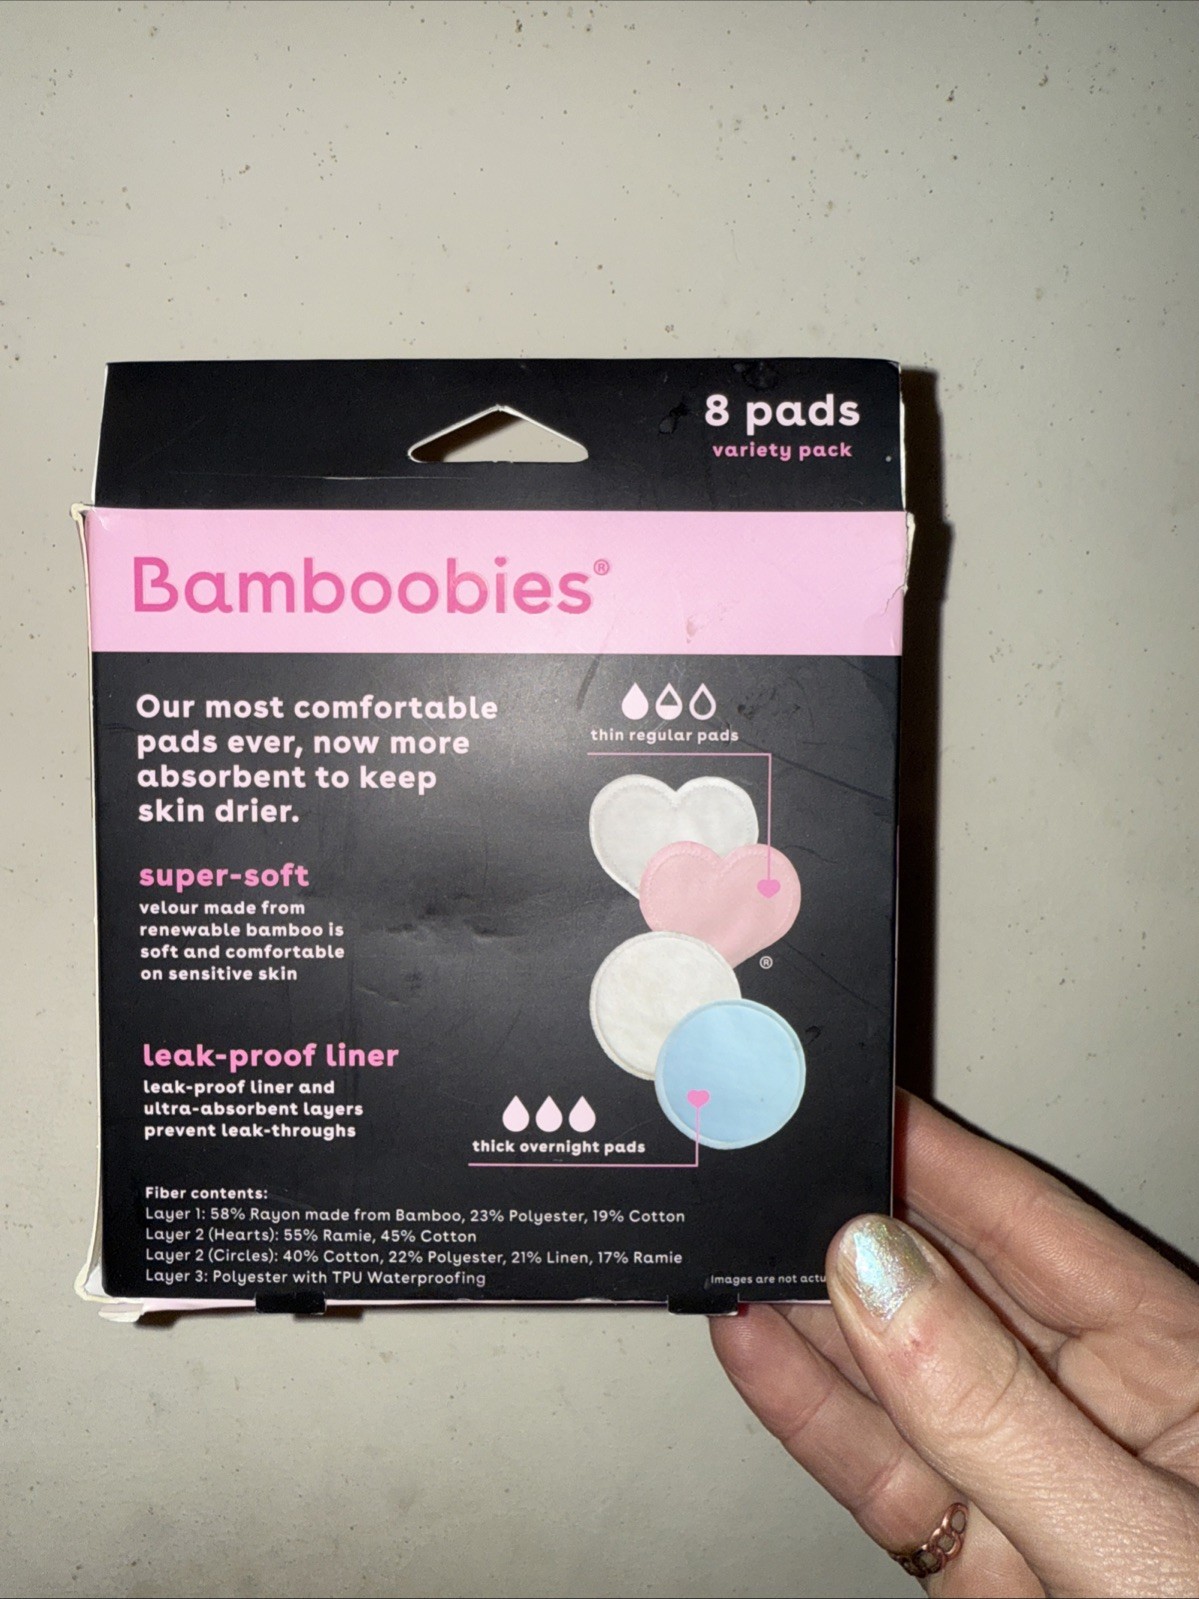 8 pads
variety pack
Bamboobies®
Our most comfortable
pads ever, now more
absorbent to keep
skin drier.
super-soft
velour made from
renewable bamboo is
soft and comfortable
on sensitive skin
leak-proof liner
leak-proof liner and
ultra-absorbent layers
prevent leak-throughs
thin regular pads
®
thick overnight pads
Fiber contents:
Layer 1: 58% Rayon made from Bamboo, 23% Polyester, 19% Cotton
Layer 2 (Hearts): 55% Ramie, 45% Cotton
Layer 2 (Circles): 40% Cotton, 22% Polyester, 21% Linen, 17% Ramie
Layer 3: Polyester with TPU Waterproofing
Images are not